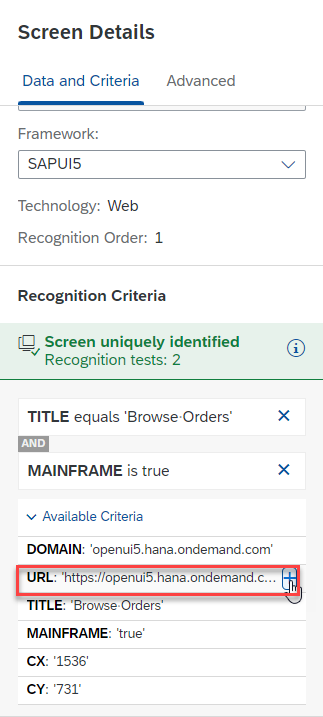 Screen Details
Data and Criteria Advanced
Framework:
SAPUI5
Technology: Web
Recognition Order: 1
Recognition Criteria
Screen uniquely identified
Recognition tests: 2
TITLE equals 'Browse·Orders'
AND
MAINFRAME is true
Available Criteria
DOMAIN: 'openui5.hana.ondemand.com'
URL: 'https://openui5.hana.ondemand.c...
TITLE: 'Browse·Orders'
MAINFRAME: 'true'
CX: '1536'
CY: '731'